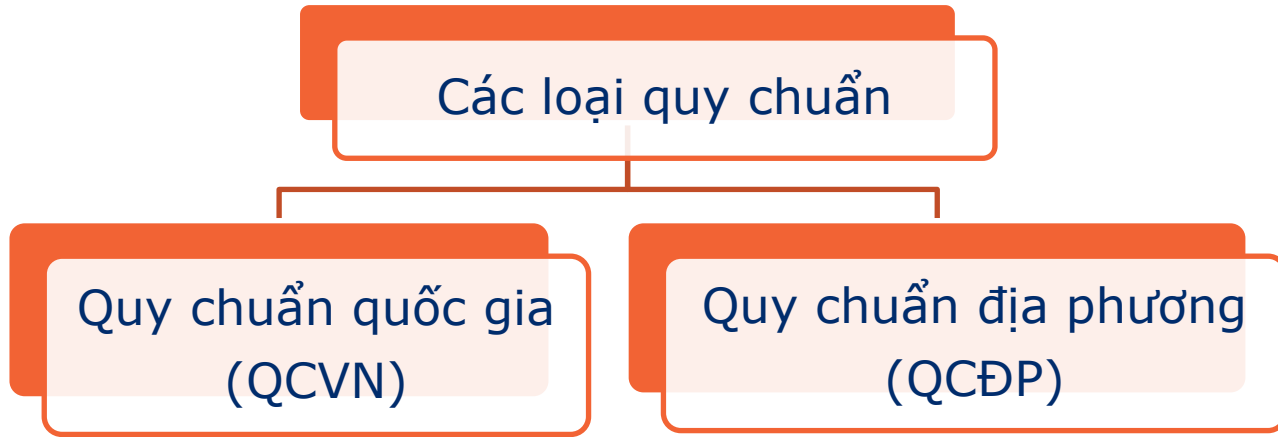 Các loại quy chuẩn
Quy chuẩn quốc gia
(QCVN)
Quy chuẩn địa phương
(QCĐP)